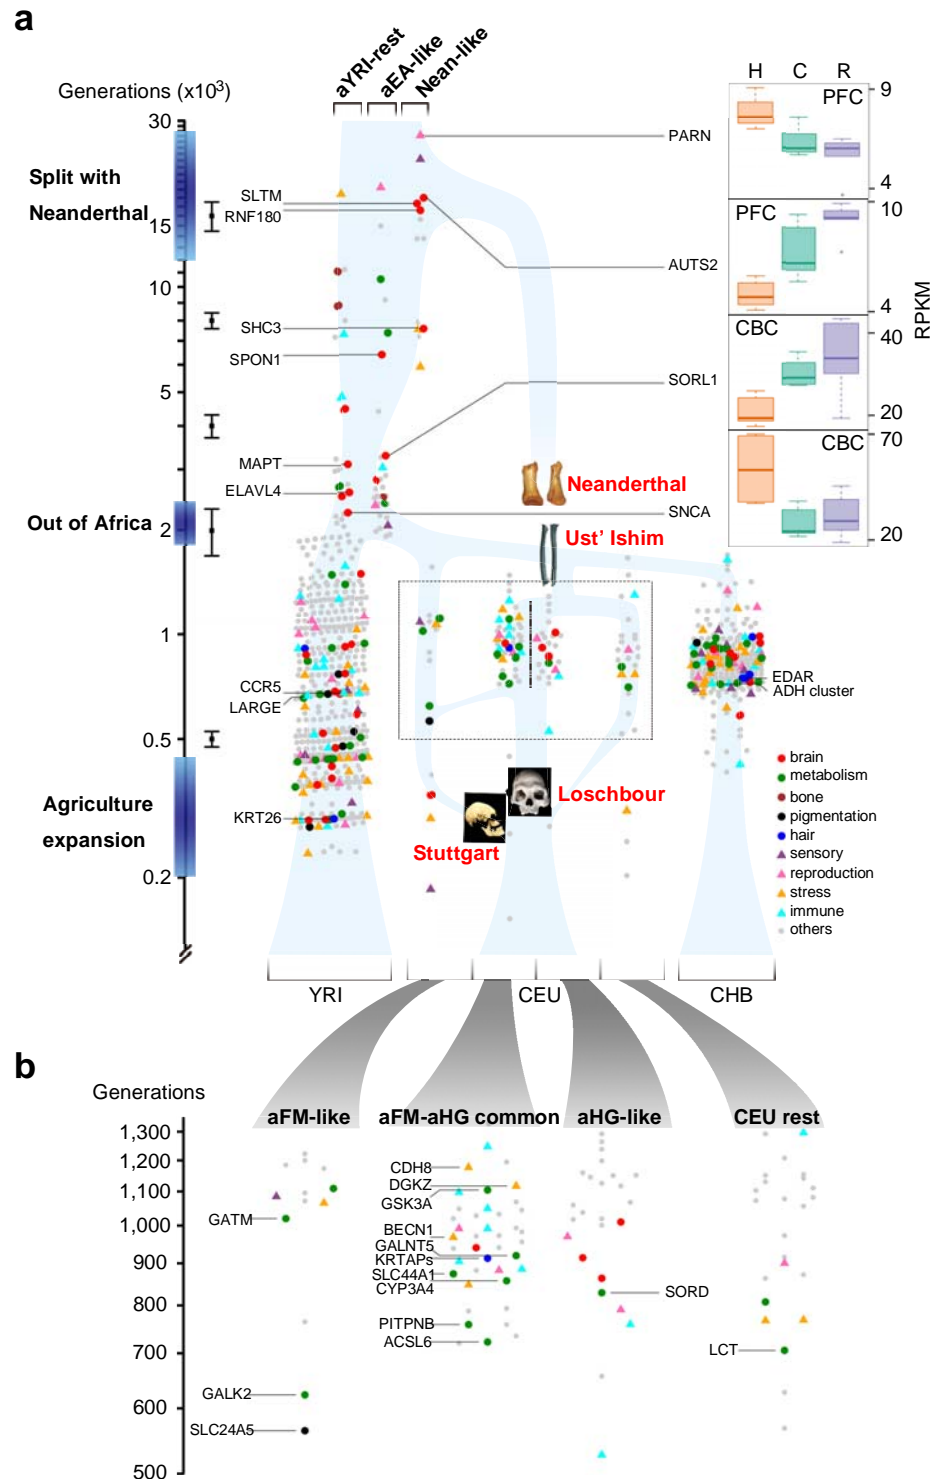 a
aYRI-rest
aEA-like
Nean-like
Generations (x10³)
30
15
10
5
2
1
0.5
0.2
Split with
Neanderthal
Out of Africa
Agriculture
expansion
SLTM
RNF180
SHC3
SPON1
MAPT
ELAVL4
CCR5
LARGE
KRT26
PARN
AUTS2
SORL1
SNCA
H C R
PFC
9
4
PFC
10
4
CBC
40
20
CBC
70
20
RPKM
Neanderthal
Ust' Ishim
EDAR
ADH cluster
Loschbour
Stuttgart
brain
metabolism
bone
pigmentation
hair
sensory
reproduction
stress
immune
others
YRI
CEU
CHB
b
Generations
aFM-like
aFM-aHG common
aHG-like
CEU rest
1,300
1,200
1,100
1,000
900
800
700
600
500
GATM
GALK2
SLC24A5
CDH8
DGKZ
GSK3A
BECN1
GALNT5
KRTAPs
SLC44A1
CYP3A4
PITPNB
ACSL6
SORD
LCT